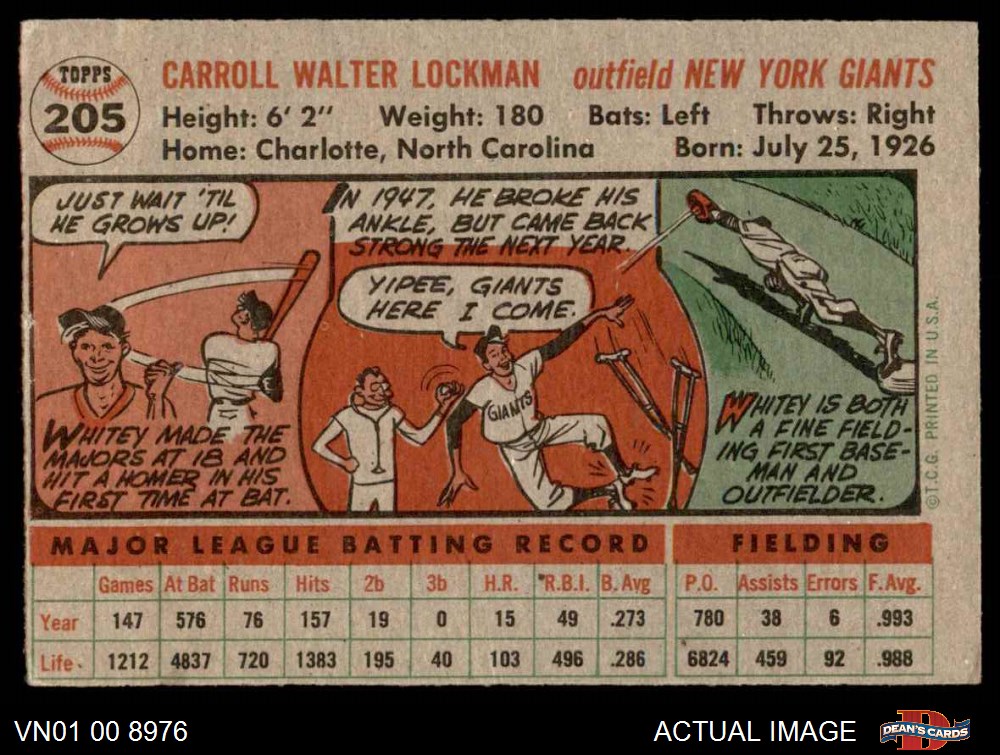 TOPPS
205
CARROLL WALTER LOCKMAN outfield NEW YORK GIANTS
Height: 6' 2" Weight: 180 Bats: Left Throws: Right
Home: Charlotte, North Carolina Born: July 25, 1926
JUST WAIT 'TIL
HE GROWS UP!
WHITEY MADE THE
MAJORS AT 18 AND
HIT A HOMER IN HIS
FIRST TIME AT BAT.
IN 1947, HE BROKE HIS
ANKLE, BUT CAME BACK
STRONG THE NEXT YEAR.
YIPEE, GIANTS
HERE I COME.
GIANTS
WHITEY IS BOTH
A FINE FIELD-
ING FIRST BASE-
MAN AND
OUTFIELDER.
©T.C.G. PRINTED IN U.S.A.
MAJOR LEAGUE BATTING RECORD FIELDING
Games At Bat Runs Hits 2b 3b H.R. R.B.I. B. Avg P.O. Assists Errors F. Avg.
Year 147 576 76 157 19 0 15 49 .273 780 38 6 .993
Life 1212 4837 720 1383 195 40 103 496 .286 6824 459 92 .988
VN01 00 8976 ACTUAL IMAGE D DEAN'S CARDS